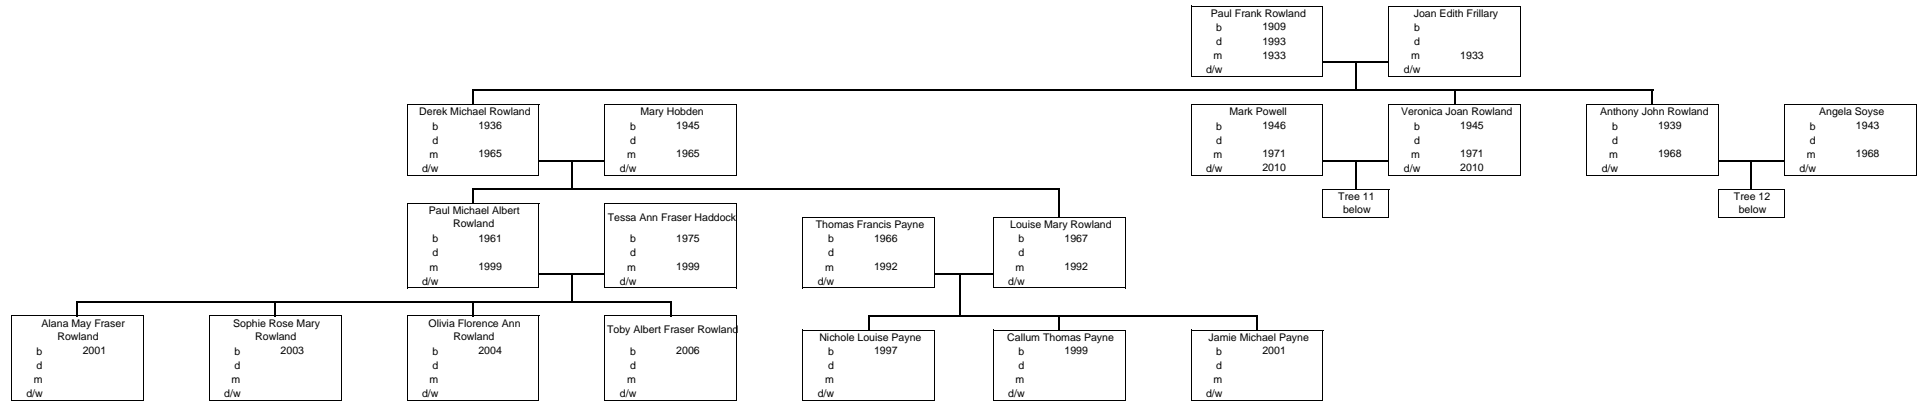 Paul Frank Rowland
b 1909
d 1993
m 1933
d/w
Joan Edith Frillary
b
d
m 1933
d/w
Derek Michael Rowland
b 1936
d
m 1965
d/w
Mary Hobden
b 1945
d
m 1965
d/w
Mark Powell
b 1946
d
m 1971
d/w 2010
Veronica Joan Rowland
b 1945
d
m 1971
d/w 2010
Anthony John Rowland
b 1939
d
m 1968
d/w
Angela Soyse
b 1943
d
m 1968
d/w
Tree 11
below
Tree 12
below
Paul Michael Albert
Rowland
b 1961
d
m 1999
d/w
Tessa Ann Fraser Haddock
b 1975
d
m 1999
d/w
Thomas Francis Payne
b 1966
d
m 1992
d/w
Louise Mary Rowland
b 1967
d
m 1992
d/w
Alana May Fraser
Rowland
b 2001
d
m
d/w
Sophie Rose Mary
Rowland
b 2003
d
m
d/w
Olivia Florence Ann
Rowland
b 2004
d
m
d/w
Toby Albert Fraser Rowland
b 2006
d
m
d/w
Nichole Louise Payne
b 1997
d
m
d/w
Callum Thomas Payne
b 1999
d
m
d/w
Jamie Michael Payne
b 2001
d
m
d/w